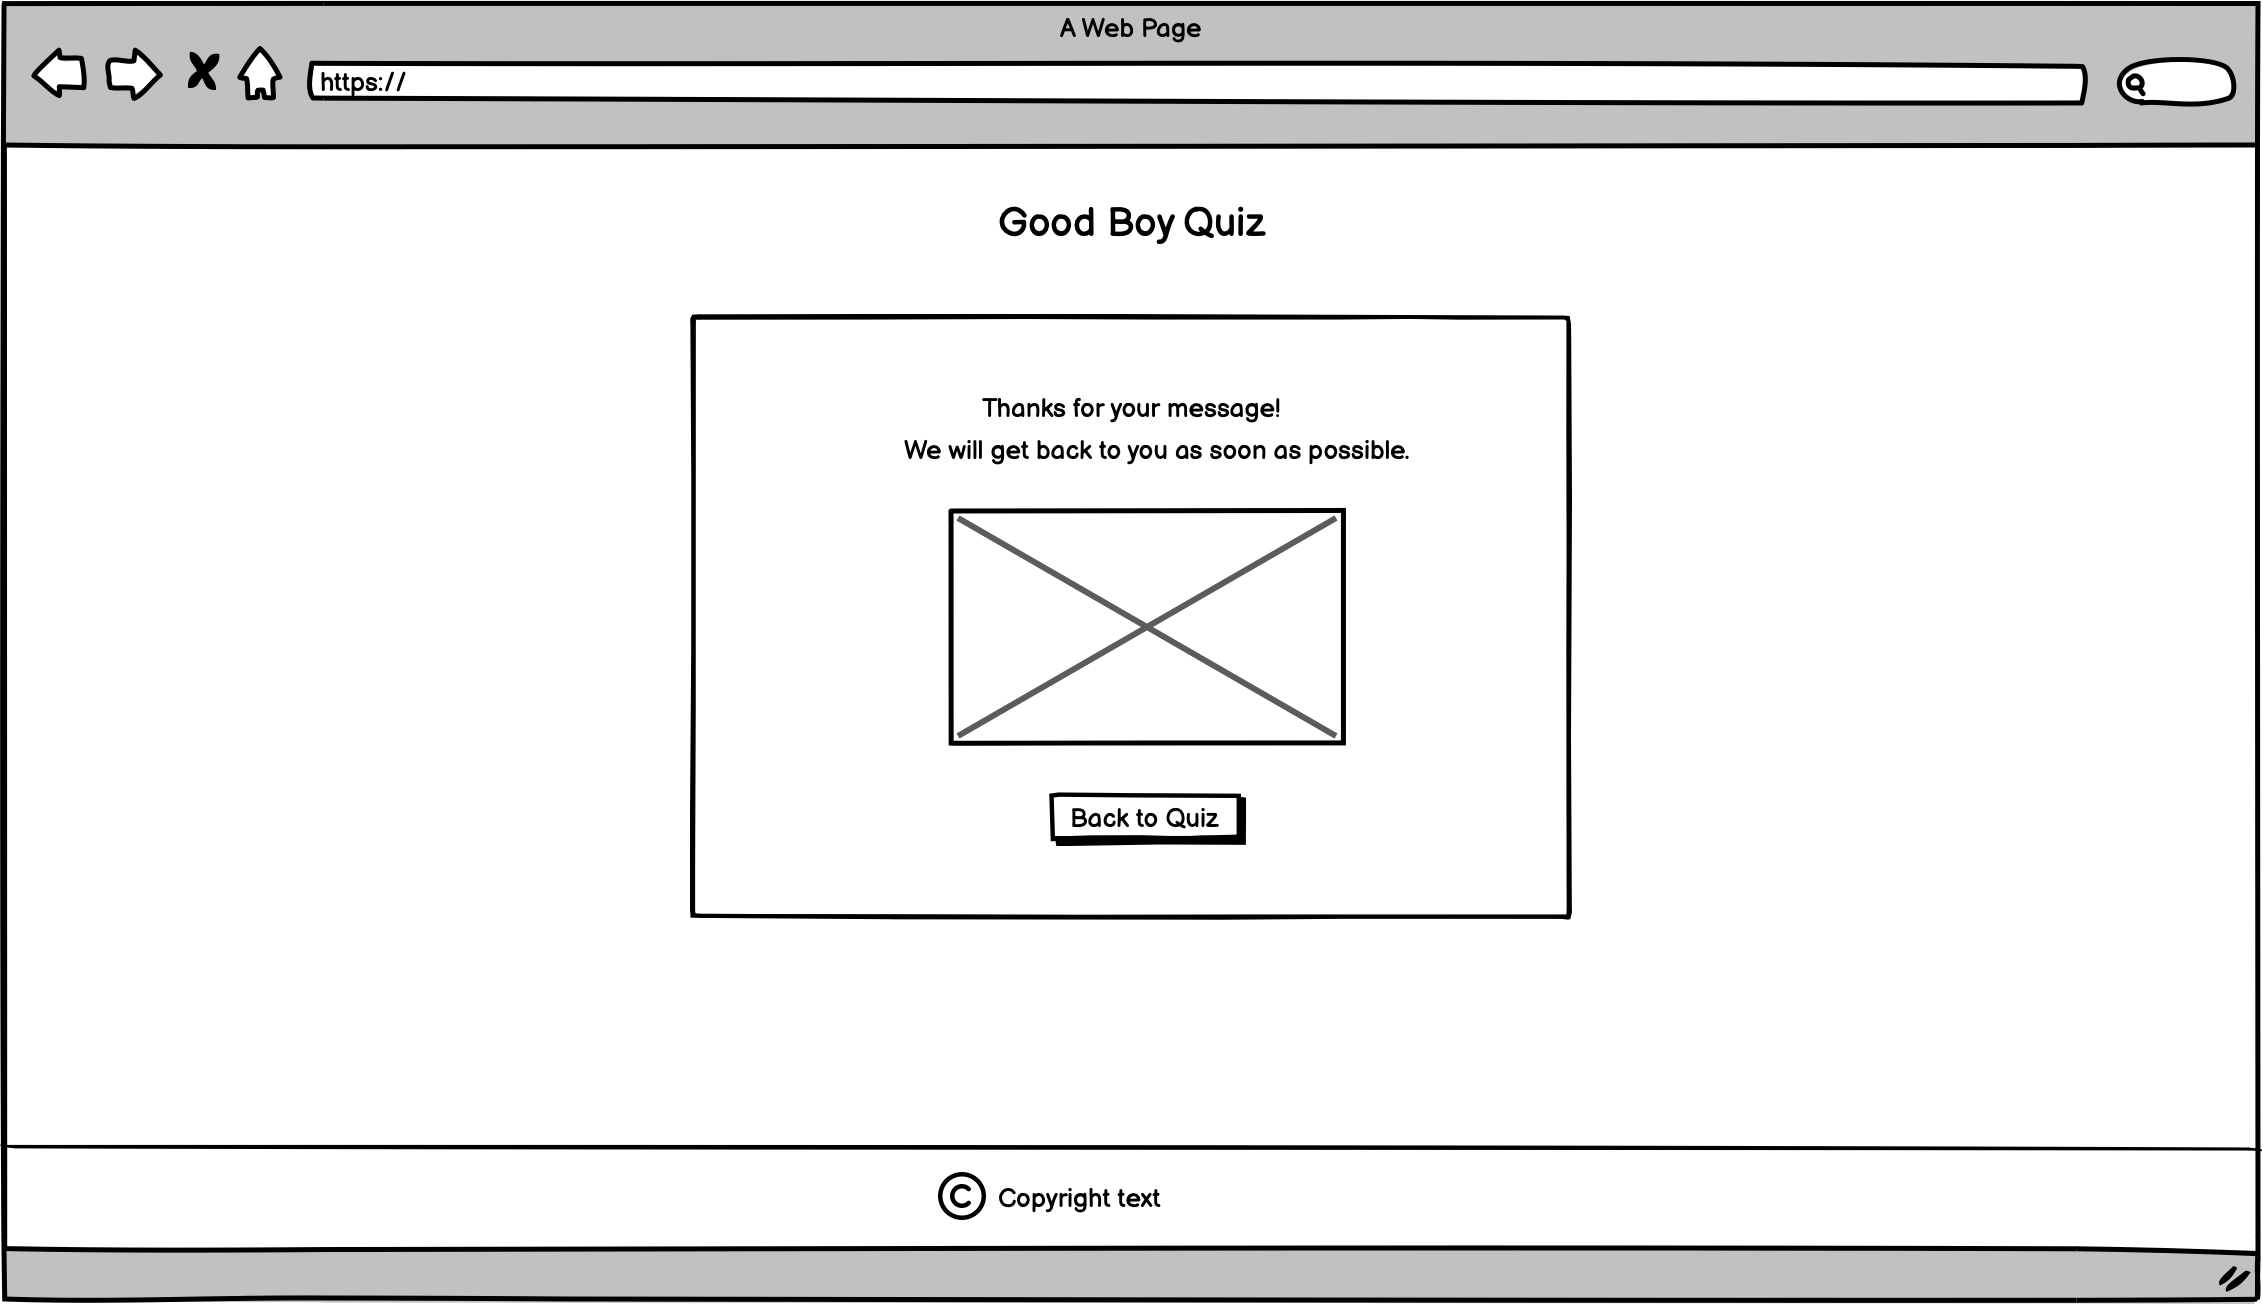 A Web Page
https://
Good Boy Quiz
Thanks for your message!
We will get back to you as soon as possible.
Back to Quiz
© Copyright text